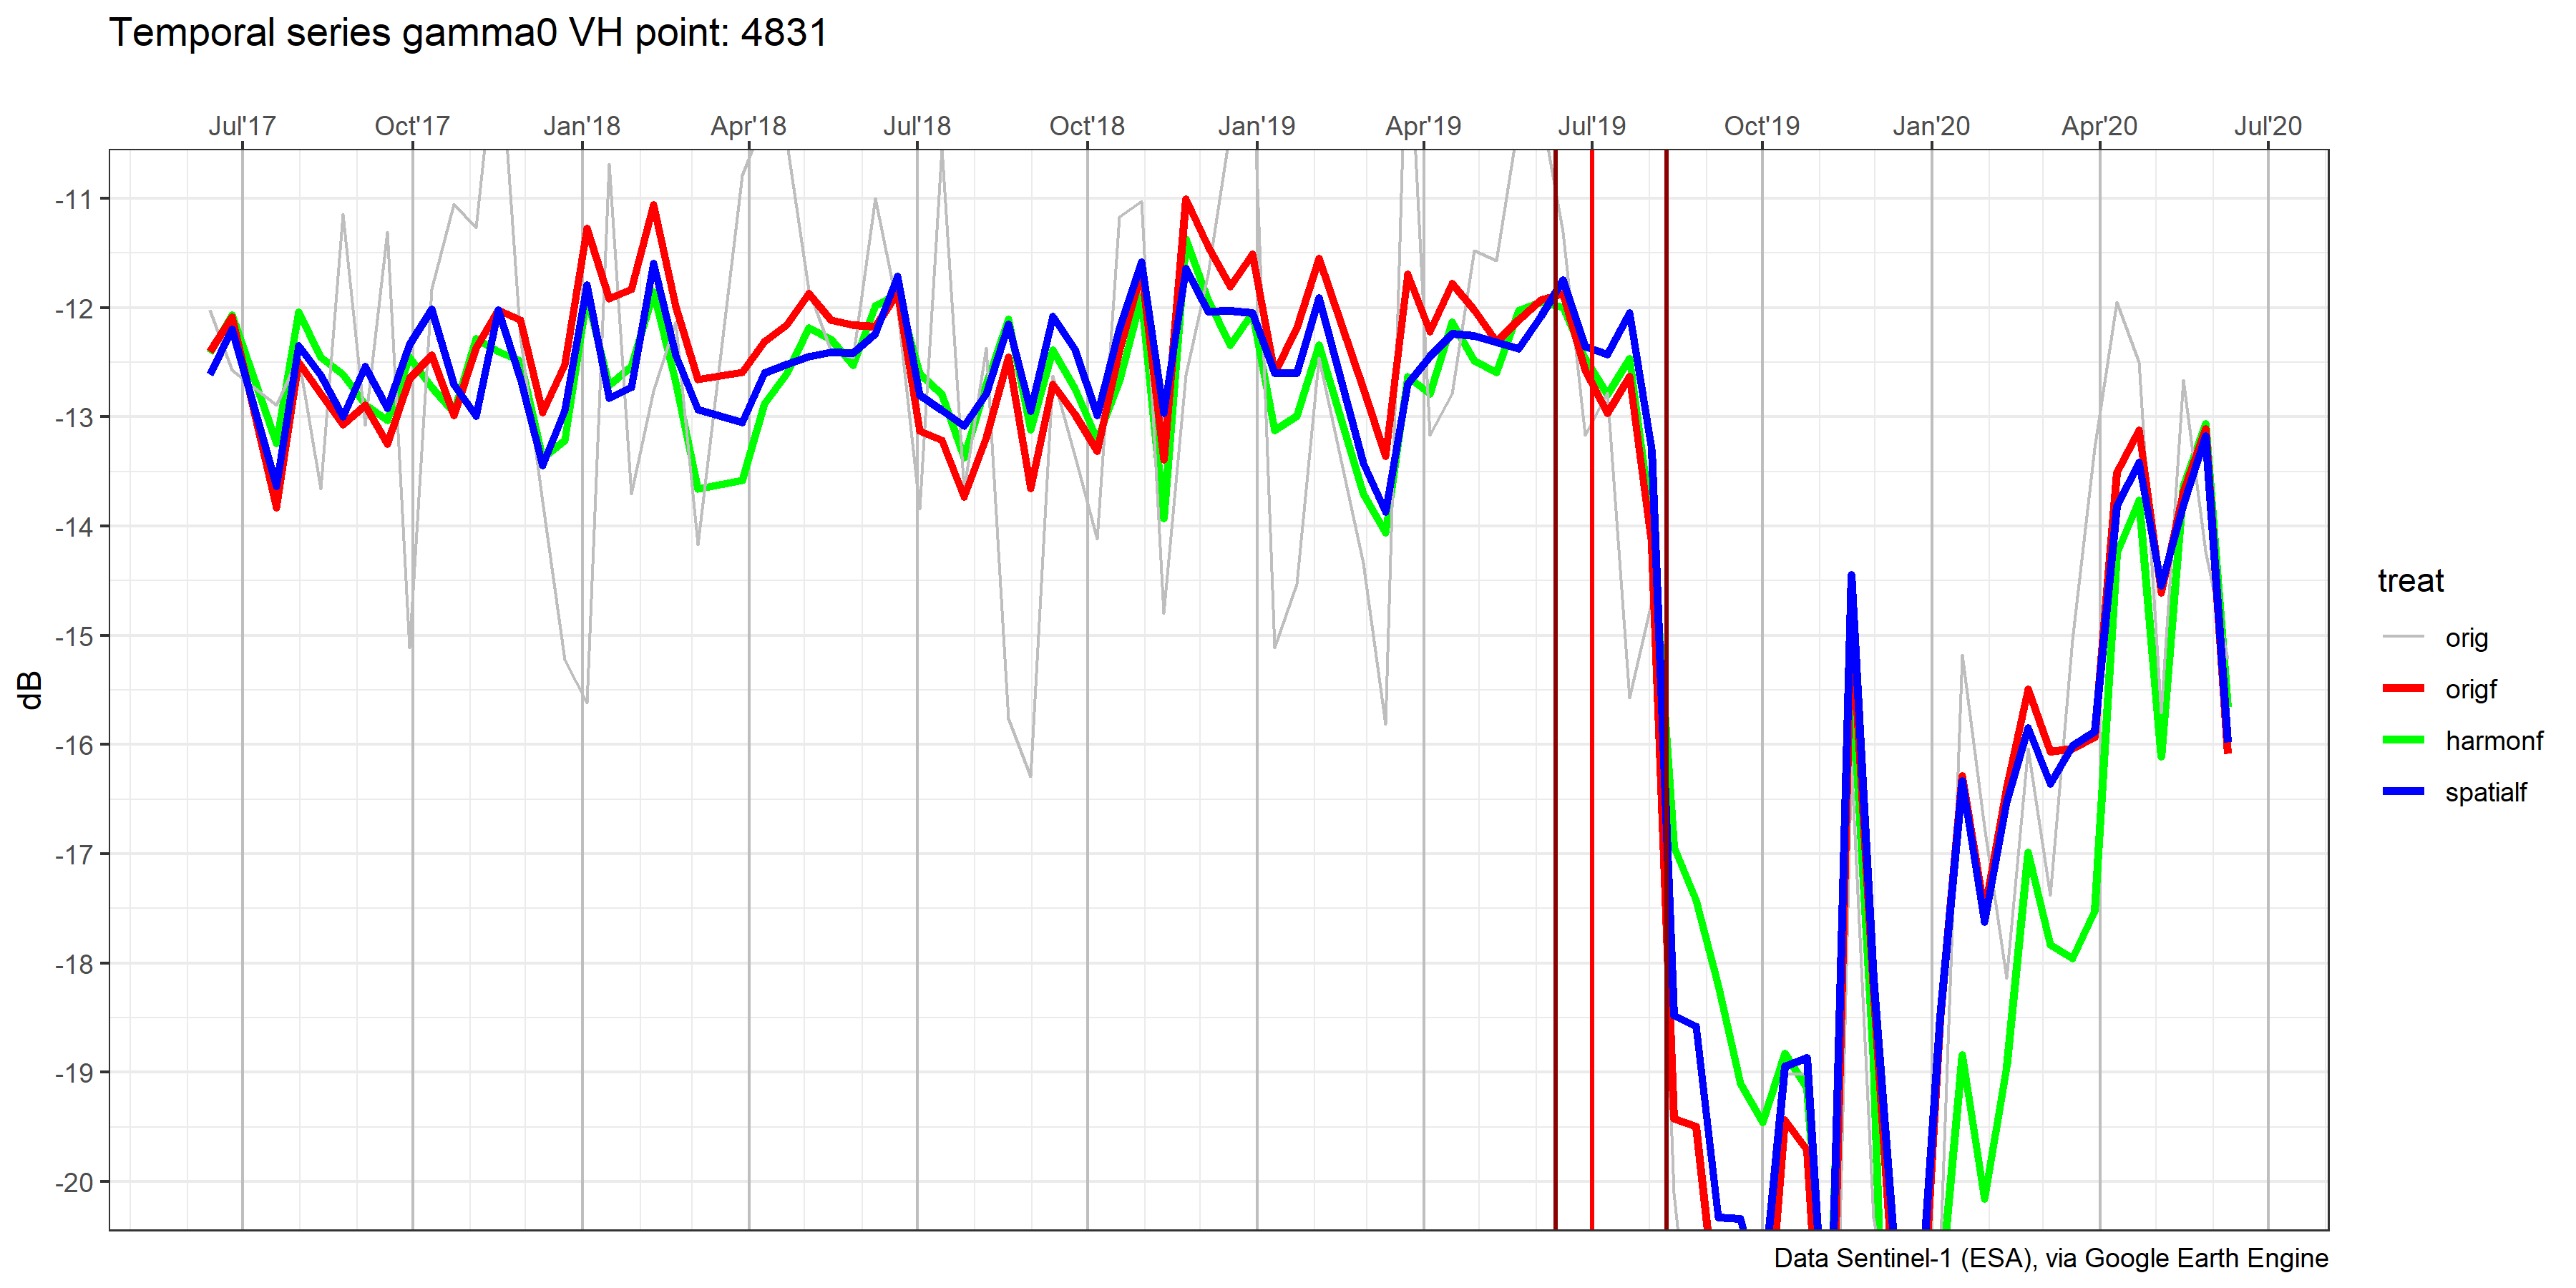 Temporal series gamma0 VH point: 4831
Jul'17 Oct'17 Jan'18 Apr'18 Jul'18 Oct'18 Jan'19 Apr'19 Jul'19 Oct'19 Jan'20 Apr'20 Jul'20
-11
-12
-13
-14
-15
-16
-17
-18
-19
-20
dB
treat
orig
origf
harmonf
spatialf
Data Sentinel-1 (ESA), via Google Earth Engine